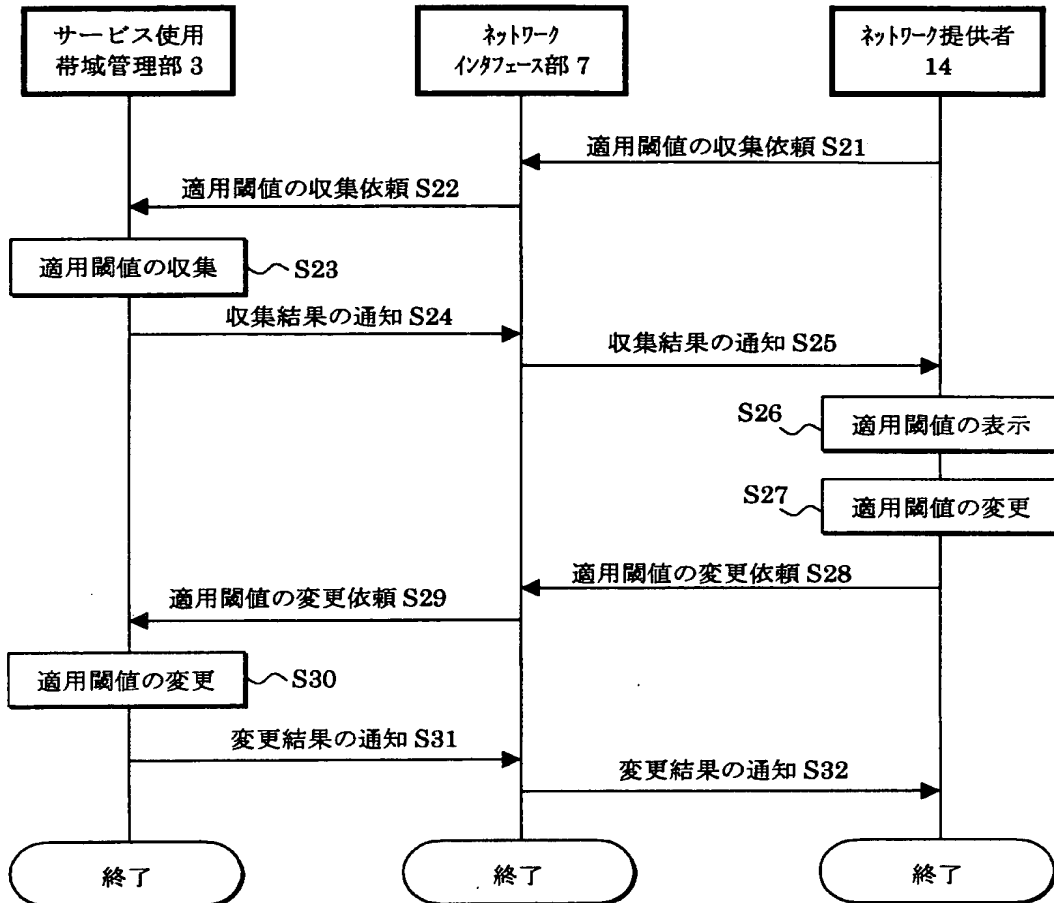 サービス使用
帯域管理部 3
ネットワーク
インタフェース部 7
ネットワーク提供者
14
適用閾値の収集依頼 S21
適用閾値の収集依頼 S22
適用閾値の収集
S23
収集結果の通知 S24
収集結果の通知 S25
S26
適用閾値の表示
S27
適用閾値の変更
適用閾値の変更依頼 S28
適用閾値の変更依頼 S29
適用閾値の変更
S30
変更結果の通知 S31
変更結果の通知 S32
終了
終了
終了